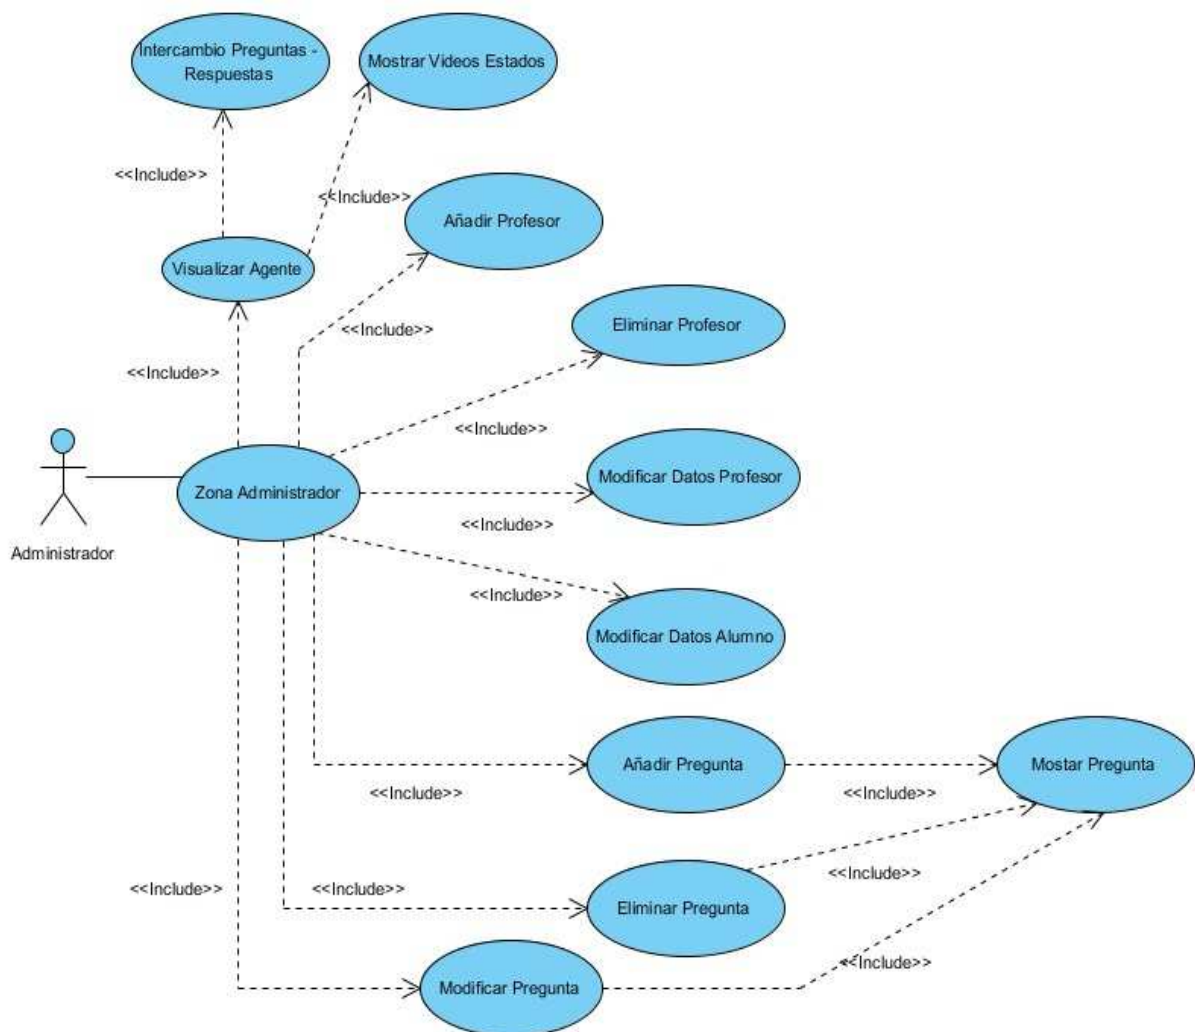 Intercambio Preguntas -
Respuestas
Mostrar Videos Estados
<<Include>>
<<Include>>
Añadir Profesor
Visualizar Agente
Eliminar Profesor
<<Include>>
<<Include>>
<<Include>>
Modificar Datos Profesor
Zona Administrador
<<Include>>
Administrador
<<Include>>
Modificar Datos Alumno
Añadir Pregunta
Mostar Pregunta
<<Include>>
<<Include>>
<<Include>>
<<Include>>
<<Include>>
Eliminar Pregunta
<<Include>>
Modificar Pregunta